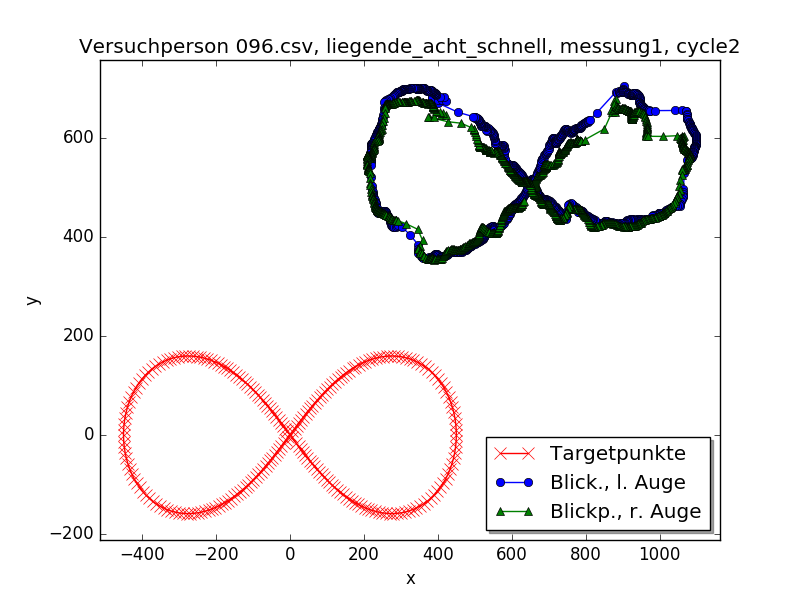 Versuchperson 096.csv, liegende_acht_schnell, messung1, cycle2
y
600
400
200
0
−200
−400
−200
0
200
400
600
800
1000
x
Targetpunkte
Blick., l. Auge
Blickp., r. Auge